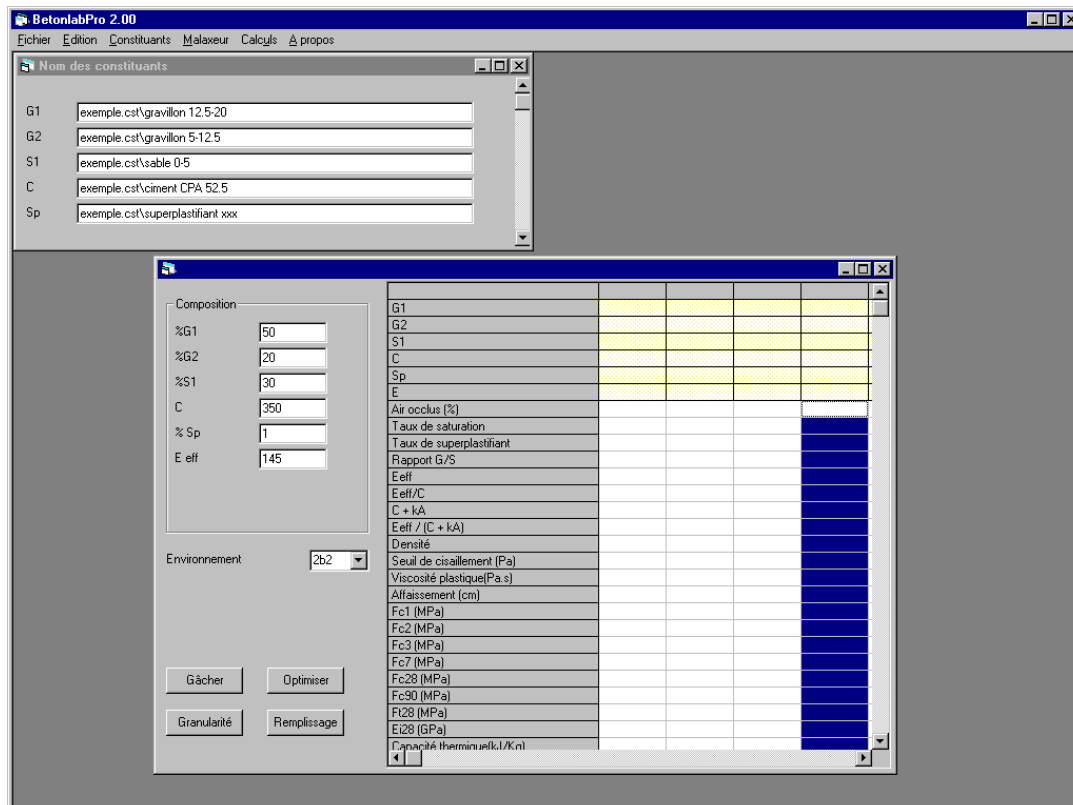 BetonlabPro 2.00
Fichier Edition Constituants Malaxeur Calculs A propos
Nom des constituants
G1 exemple.cst\gravillon 12.5-20
G2 exemple.cst\gravillon 5-12.5
S1 exemple.cst\sable 0-5
C exemple.cst\ciment CPA 52.5
Sp exemple.cst\superplastifiant xxx
Composition
%G1 50
%G2 20
%S1 30
C 350
% Sp 1
E eff 145
Environnement 2b2
Gâcher Optimiser
Granularité Remplissage
G1
G2
S1
C
Sp
E
Air occlus (%)
Taux de saturation
Taux de superplastifiant
Rapport G/S
Eeff
Eeff/C
C + kA
Eeff / (C + kA)
Densité
Seuil de cisaillement (Pa)
Viscosité plastique(Pa.s)
Affaissement (cm)
Fc1 (MPa)
Fc2 (MPa)
Fc3 (MPa)
Fc7 (MPa)
Fc28 (MPa)
Fc90 (MPa)
Ft28 (MPa)
Ei28 (GPa)
Capacité thermique(kJ/Kg)